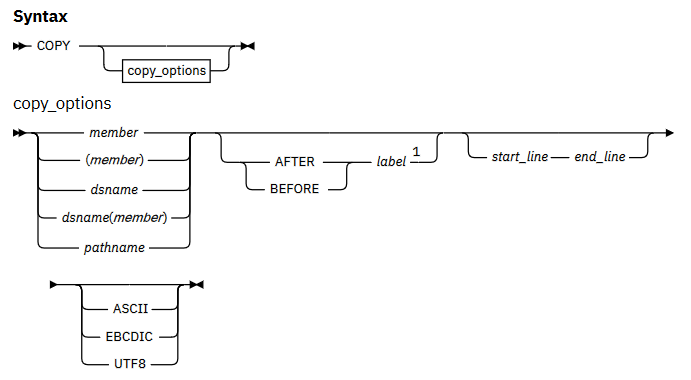 Syntax
COPY
copy_options
copy_options
member
(member)
dsname
dsname(member)
pathname
AFTER
BEFORE
label 1
start_line end_line
ASCII
EBCDIC
UTF8